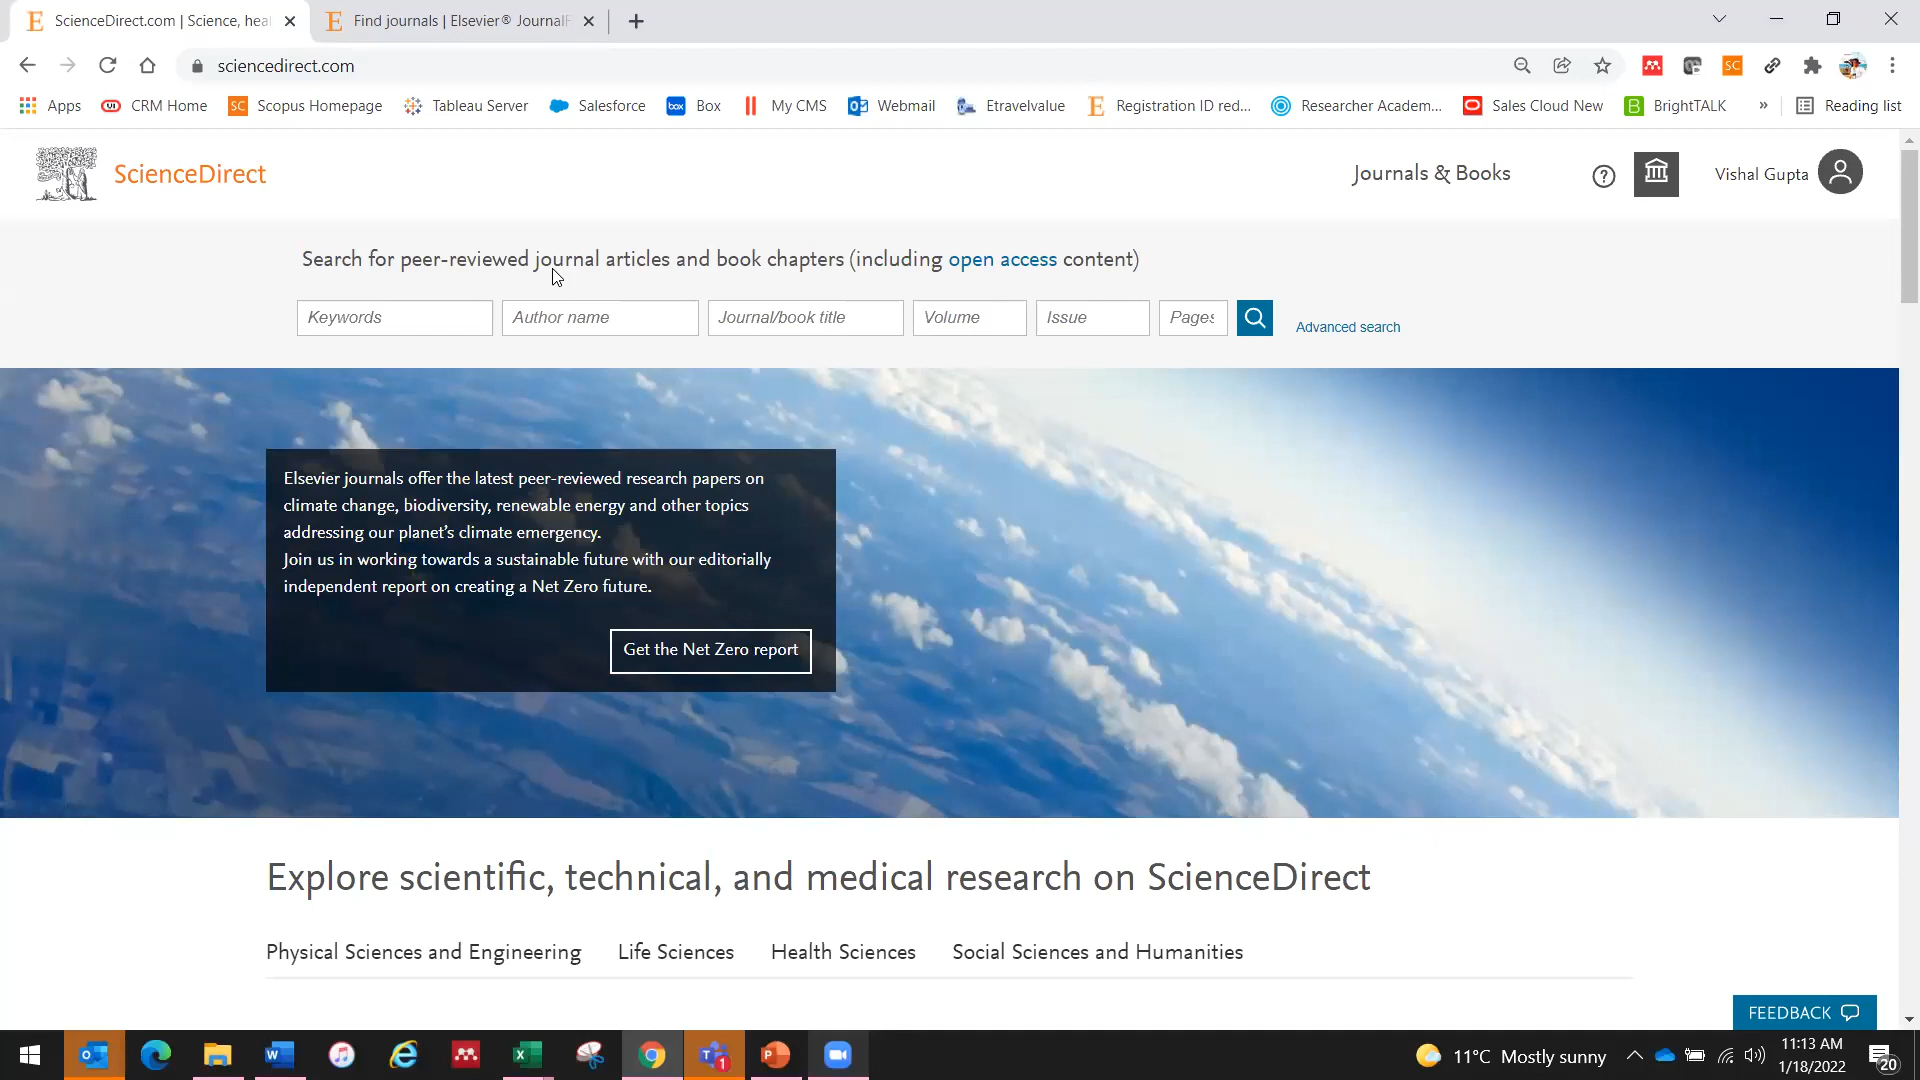 ScienceDirect.com | Science, heal
Find journals | Elsevier® JournalF
sciencedirect.com
Apps
CRM Home
SC
Scopus Homepage
Tableau Server
Salesforce
box
Box
My CMS
Webmail
Etravelvalue
E
Registration ID red...
Researcher Academ...
Sales Cloud New
B
BrightTALK
»
Reading list
ScienceDirect
Journals & Books
Vishal Gupta
Search for peer-reviewed journal articles and book chapters (including open access content)
Keywords
Author name
Journal/book title
Volume
Issue
Pages
Advanced search
Elsevier journals offer the latest peer-reviewed research papers on
climate change, biodiversity, renewable energy and other topics
addressing our planet's climate emergency.
Join us in working towards a sustainable future with our editorially
independent report on creating a Net Zero future.
Get the Net Zero report
Explore scientific, technical, and medical research on ScienceDirect
Physical Sciences and Engineering
Life Sciences
Health Sciences
Social Sciences and Humanities
FEEDBACK
11°C Mostly sunny
11:13 AM
1/18/2022
20